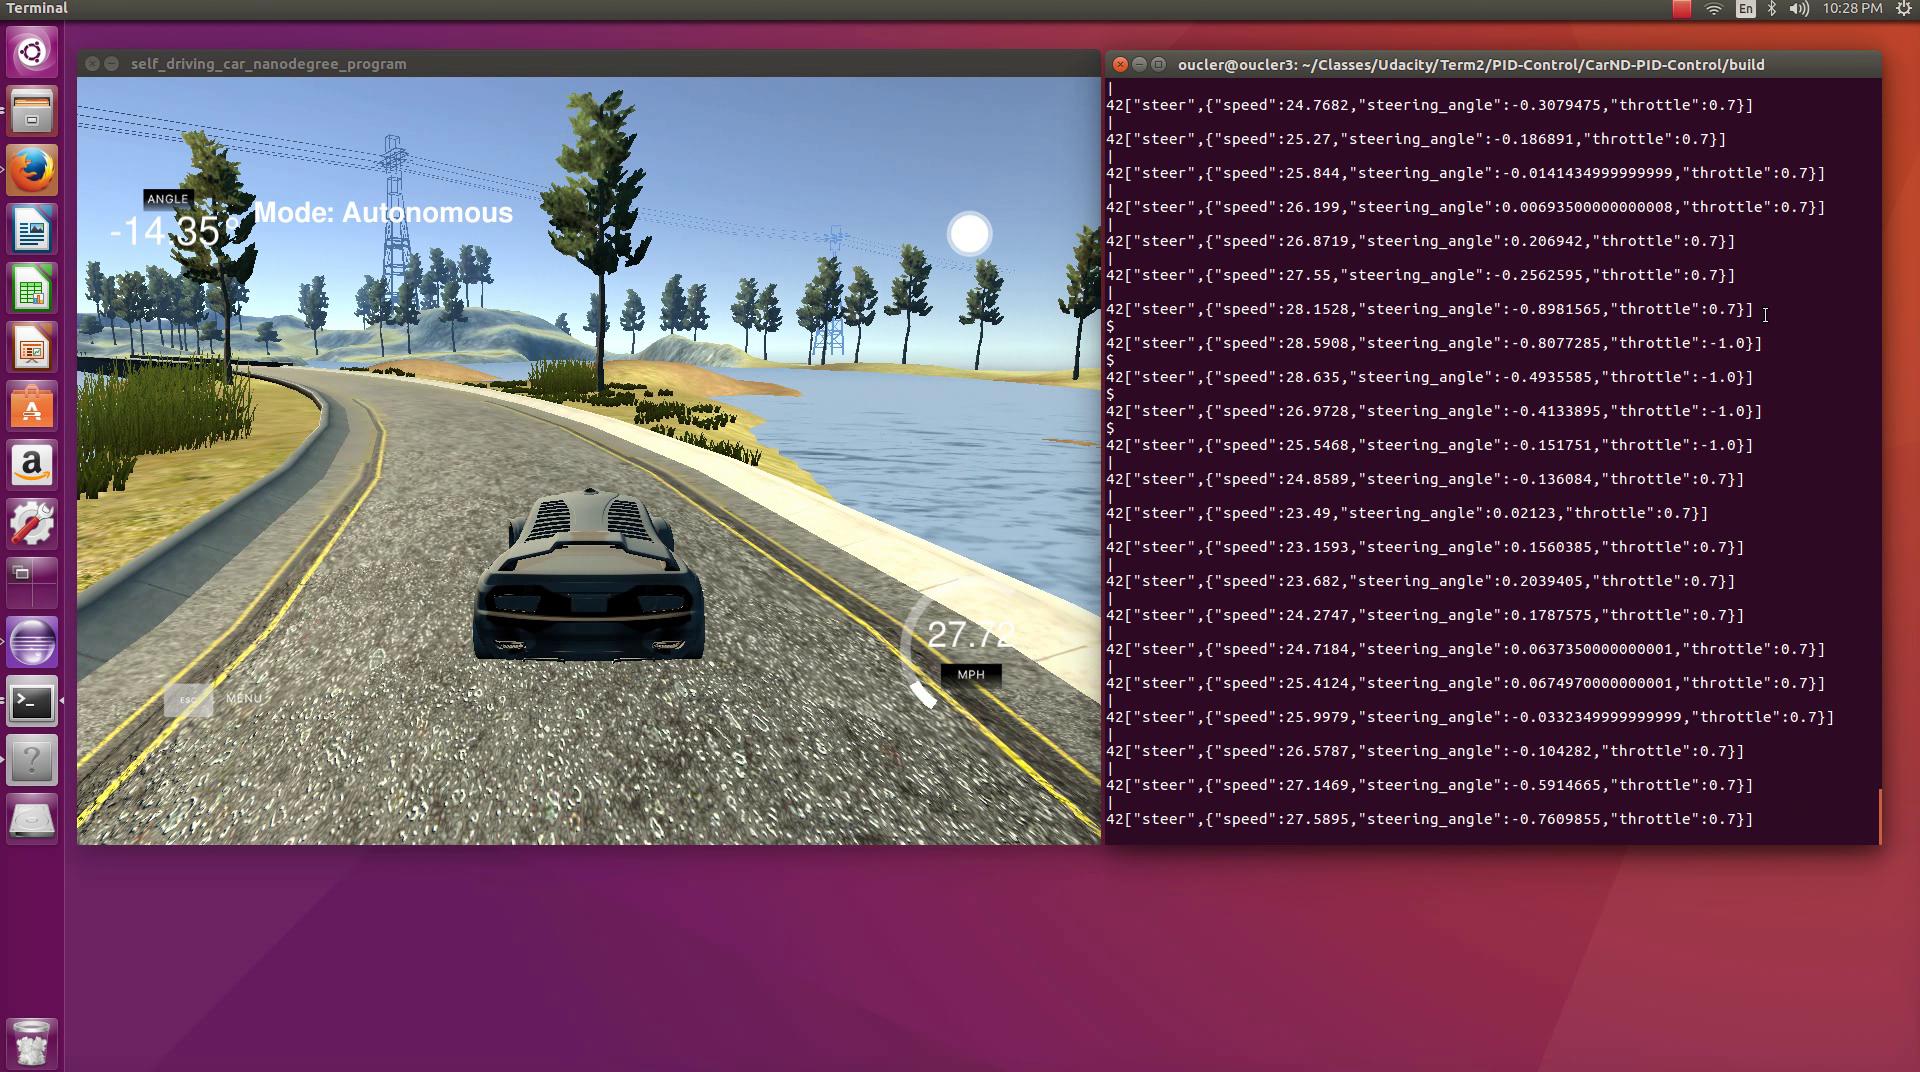 Terminal
En
10:28 PM
self_driving_car_nanodegree_program
ANGLE
-14.35°
Mode: Autonomous
27.72
MPH
ESC
MENU
a
oucler@oucler3: ~/Classes/Udacity/Term2/PID-Control/CarND-PID-Control/build
|
42["steer",{"speed":24.7682,"steering_angle":-0.3079475,"throttle":0.7}]
|
42["steer",{"speed":25.27,"steering_angle":-0.186891,"throttle":0.7}]
|
42["steer",{"speed":25.844,"steering_angle":-0.0141434999999999,"throttle":0.7}]
|
42["steer",{"speed":26.199,"steering_angle":0.00693500000000008,"throttle":0.7}]
|
42["steer",{"speed":26.8719,"steering_angle":0.206942,"throttle":0.7}]
|
42["steer",{"speed":27.55,"steering_angle":-0.2562595,"throttle":0.7}]
|
42["steer",{"speed":28.1528,"steering_angle":-0.8981565,"throttle":0.7}]
$
42["steer",{"speed":28.5908,"steering_angle":-0.8077285,"throttle":-1.0}]
$
42["steer",{"speed":28.635,"steering_angle":-0.4935585,"throttle":-1.0}]
$
42["steer",{"speed":26.9728,"steering_angle":-0.4133895,"throttle":-1.0}]
$
42["steer",{"speed":25.5468,"steering_angle":-0.151751,"throttle":-1.0}]
|
42["steer",{"speed":24.8589,"steering_angle":-0.136084,"throttle":0.7}]
|
42["steer",{"speed":23.49,"steering_angle":0.02123,"throttle":0.7}]
|
42["steer",{"speed":23.1593,"steering_angle":0.1560385,"throttle":0.7}]
|
42["steer",{"speed":23.682,"steering_angle":0.2039405,"throttle":0.7}]
|
42["steer",{"speed":24.2747,"steering_angle":0.1787575,"throttle":0.7}]
|
42["steer",{"speed":24.7184,"steering_angle":0.0637350000000001,"throttle":0.7}]
|
42["steer",{"speed":25.4124,"steering_angle":0.0674970000000001,"throttle":0.7}]
|
42["steer",{"speed":25.9979,"steering_angle":-0.0332349999999999,"throttle":0.7}]
|
42["steer",{"speed":26.5787,"steering_angle":-0.104282,"throttle":0.7}]
|
42["steer",{"speed":27.1469,"steering_angle":-0.5914665,"throttle":0.7}]
|
42["steer",{"speed":27.5895,"steering_angle":-0.7609855,"throttle":0.7}]